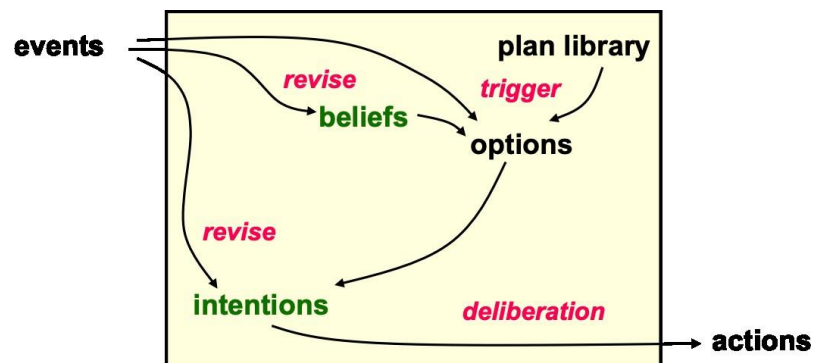 events
plan library
revise
trigger
beliefs
options
revise
intentions
deliberation
actions